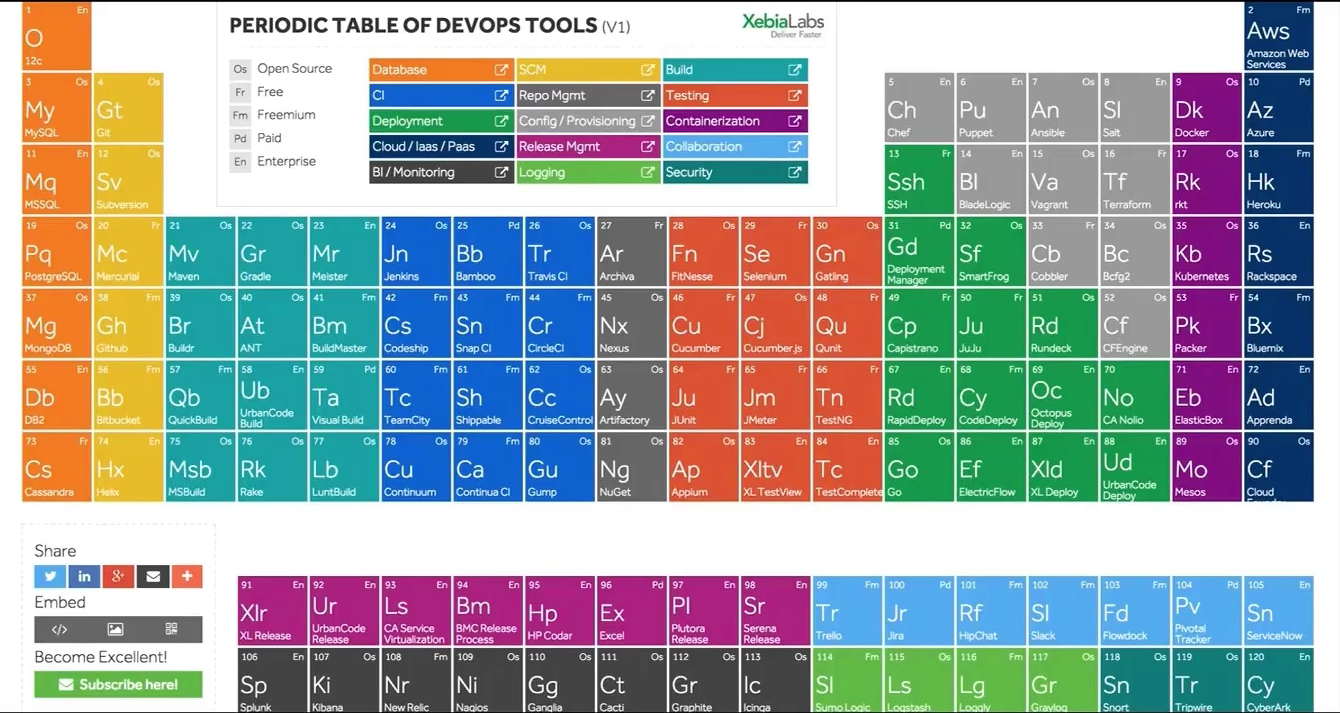 PERIODIC TABLE OF DEVOPS TOOLS (V1)
XebiaLabs
Deliver Faster
Os Open Source
Fr Free
Fm Freemium
Pd Paid
En Enterprise
Database SCM Build
CI Repo Mgmt Testing
Deployment Config / Provisioning Containerization
Cloud / Iaas / Paas Release Mgmt Collaboration
BI / Monitoring Logging Security
1 En 2 Fm
O Aws
12c Amazon Web Services
3 Os 4 Os 5 En 6 En 7 Os 8 En 9 Os 10 Pd
My Gt Ch Pu An Sl Dk Az
MySQL Git Chef Puppet Ansible Salt Docker Azure
11 En 12 Os 13 Fr 14 En 15 Os 16 Fr 17 Os 18 Fm
Mq Sv Ssh Bl Va Tf Rk Hk
MSSQL Subversion SSH BladeLogic Vagrant Terraform rkt Heroku
19 Os 20 Fr 21 Os 22 Os 23 En 24 Os 25 Pd 26 Os 27 Fr 28 Os 29 Fr 30 Os 31 Pd 32 Os 33 Fr 34 Os 35 Os 36 En
Pq Mc Mv Gr Mr Jn Bb Tr Ar Fn Se Gn Gd Sf Cb Bc Kb Rs
PostgreSQL Mercurial Maven Gradle Meister Jenkins Bamboo Travis CI Archiva FitNesse Selenium Gatling Deployment Manager SmartFrog Cobbler Bcfg2 Kubernetes Rackspace
37 Os 38 Fm 39 Os 40 Os 41 Fm 42 Fm 43 Fm 44 Fm 45 Os 46 Fr 47 Os 48 Fr 49 Fr 50 Fr 51 Os 52 Os 53 Fr 54 Fm
Mg Gh Br At Bm Cs Sn Cr Nx Cu Cj Qu Cp Ju Rd Cf Pk Bx
MongoDB Github Buildr ANT BuildMaster Codeship Snap CI CircleCI Nexus Cucumber Cucumber.js Qunit Capistrano JuJu Rundeck CFEngine Packer Bluemix
55 En 56 Fm 57 Fm 58 En 59 Pd 60 Fm 61 Fm 62 Os 63 Os 64 Fr 65 Fr 66 Fr 67 En 68 Fm 69 En 70 71 En 72 En
Db Bb Qb Ub Ta Tc Sh Cc Ay Ju Jm Tn Rd Cy Oc No Eb Ad
DB2 Bitbucket QuickBuild UrbanCode Build Visual Build TeamCity Shippable CruiseControl Artifactory JUnit JMeter TestNG RapidDeploy CodeDeploy Octopus Deploy CA Nolio ElasticBox Apprenda
73 Fr 74 En 75 Os 76 Os 77 Os 78 Os 79 Fm 80 Os 81 Os 82 Os 83 En 84 En 85 Os 86 En 87 En 88 En 89 Os 90 Os
Cs Hx Msb Rk Lb Cu Ca Gu Ng Ap Xltv Tc Go Ef Xld Ud Mo Cf
Cassandra Helix MSBuild Rake LuntBuild Continuum Continua CI Gump NuGet Appium XL TestView TestComplete Go ElectricFlow XL Deploy UrbanCode Deploy Mesos Cloud
Share
Embed
Become Excellent!
Subscribe here!
91 En 92 En 93 En 94 En 95 En 96 Pd 97 En 98 En 99 Fm 100 Pd 101 Fm 102 Fm 103 Fm 104 Pd 105 En
Xlr Ur Ls Bm Hp Ex Pl Sr Tr Jr Rf Sl Fd Pv Sn
XL Release UrbanCode Release CA Service Virtualization BMC Release Process HP Codar Excel Plutora Release Serena Release Trello Jira HipChat Slack Flowdock Pivotal Tracker ServiceNow
106 En 107 Os 108 Fm 109 Os 110 Os 111 Os 112 Os 113 Os 114 Fm 115 Os 116 Fm 117 Os 118 Os 119 Os 120 En
Sp Ki Nr Ni Gg Ct Gr Ic Sl Ls Lg Gr Sn Tr Cy
Splunk Kibana New Relic Nagios Ganglia Cacti Graphite Icinga Sumo Logic Logstash Loggly Graylog Snort Tripwire CyberArk